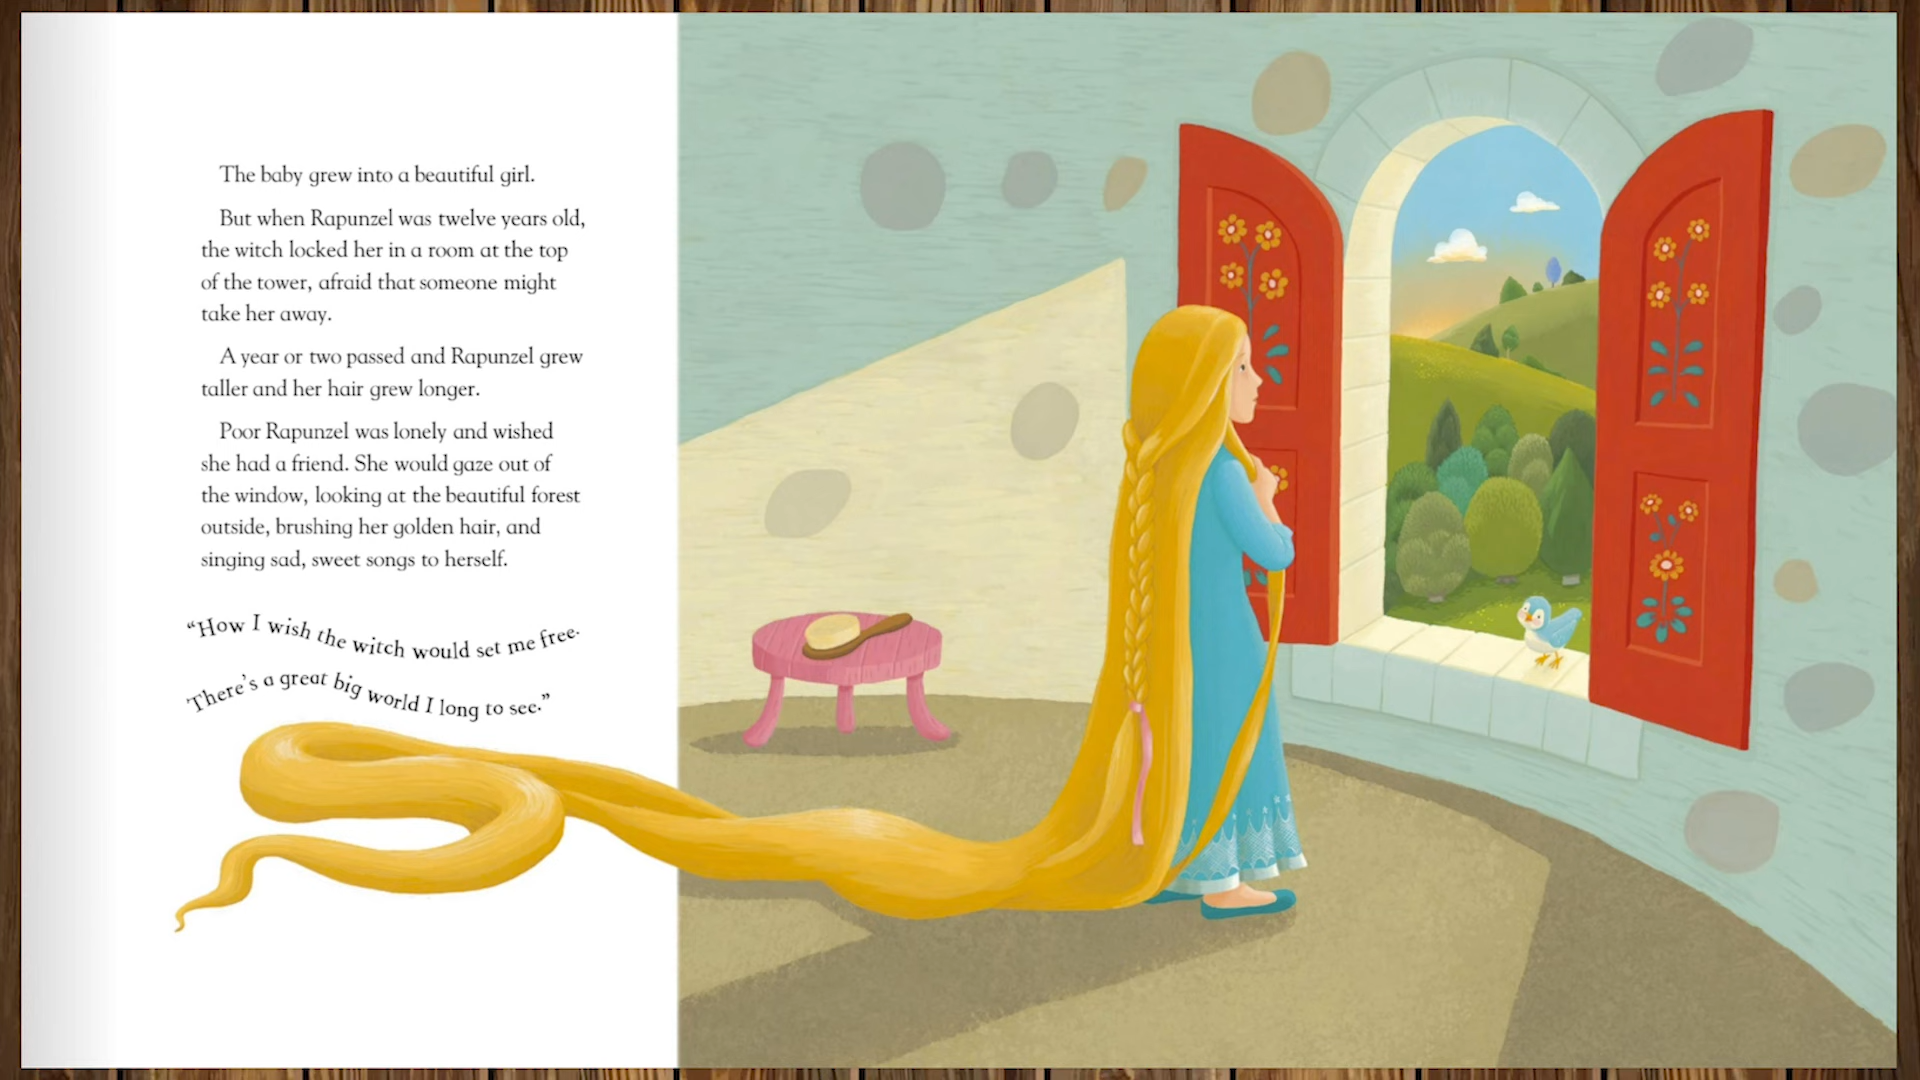 The baby grew into a beautiful girl.
But when Rapunzel was twelve years old,
the witch locked her in a room at the top
of the tower, afraid that someone might
take her away.
A year or two passed and Rapunzel grew
taller and her hair grew longer.
Poor Rapunzel was lonely and wished
she had a friend. She would gaze out of
the window, looking at the beautiful forest
outside, brushing her golden hair, and
singing sad, sweet songs to herself.
“How I wish the witch would set me free.
There’s a great big world I long to see.”